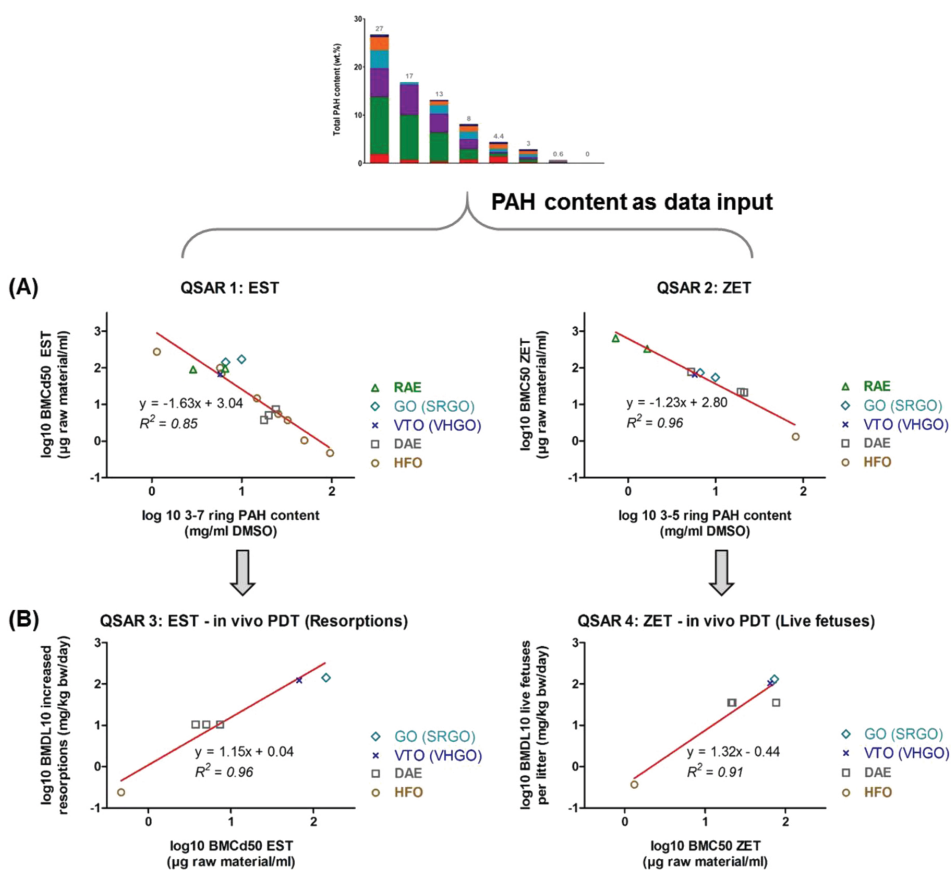 Total PAH content (wt.%)
30
20
10
0
27
17
13
8
4.4
3
0.6
0
PAH content as data input
(A)
QSAR 1: EST
log10 BMCd50 EST
(µg raw material/ml)
3
2
1
0
-1
y = -1.63x + 3.04
R² = 0.85
0
1
2
log 10 3-7 ring PAH content
(mg/ml DMSO)
RAE
GO (SRGO)
VTO (VHGO)
DAE
HFO
QSAR 2: ZET
log10 BMC50 ZET
(µg raw material/ml)
3
2
1
0
-1
y = -1.23x + 2.80
R² = 0.96
0
1
2
log 10 3-5 ring PAH content
(mg/ml DMSO)
RAE
GO (SRGO)
VTO (VHGO)
DAE
HFO
(B)
QSAR 3: EST - in vivo PDT (Resorptions)
log10 BMDL10 increased
resorptions (mg/kg bw/day)
3
2
1
0
-1
y = 1.15x + 0.04
R² = 0.96
0
1
2
log10 BMCd50 EST
(µg raw material/ml)
GO (SRGO)
VTO (VHGO)
DAE
HFO
QSAR 4: ZET - in vivo PDT (Live fetuses)
log10 BMDL10 live fetuses
per litter (mg/kg bw/day)
3
2
1
0
-1
y = 1.32x - 0.44
R² = 0.91
0
1
2
log10 BMC50 ZET
(µg raw material/ml)
GO (SRGO)
VTO (VHGO)
DAE
HFO